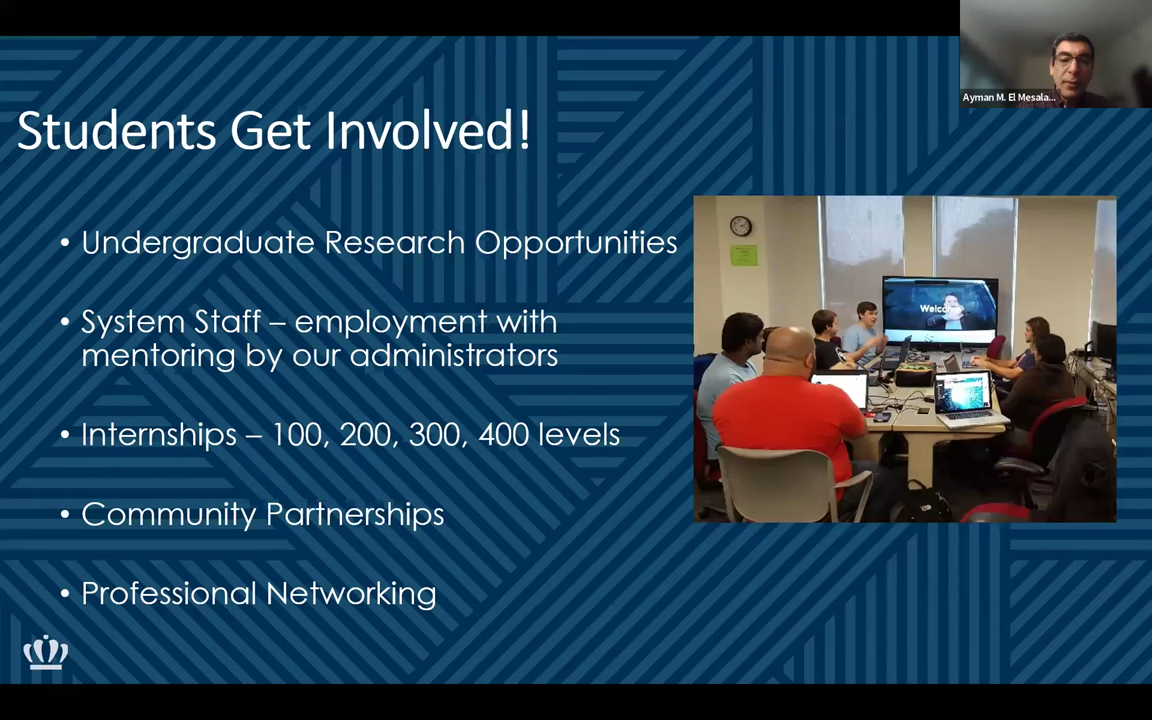 Ayman M. El Mesala...
Students Get Involved!
• Undergraduate Research Opportunities
• System Staff – employment with
mentoring by our administrators
• Internships – 100, 200, 300, 400 levels
• Community Partnerships
• Professional Networking